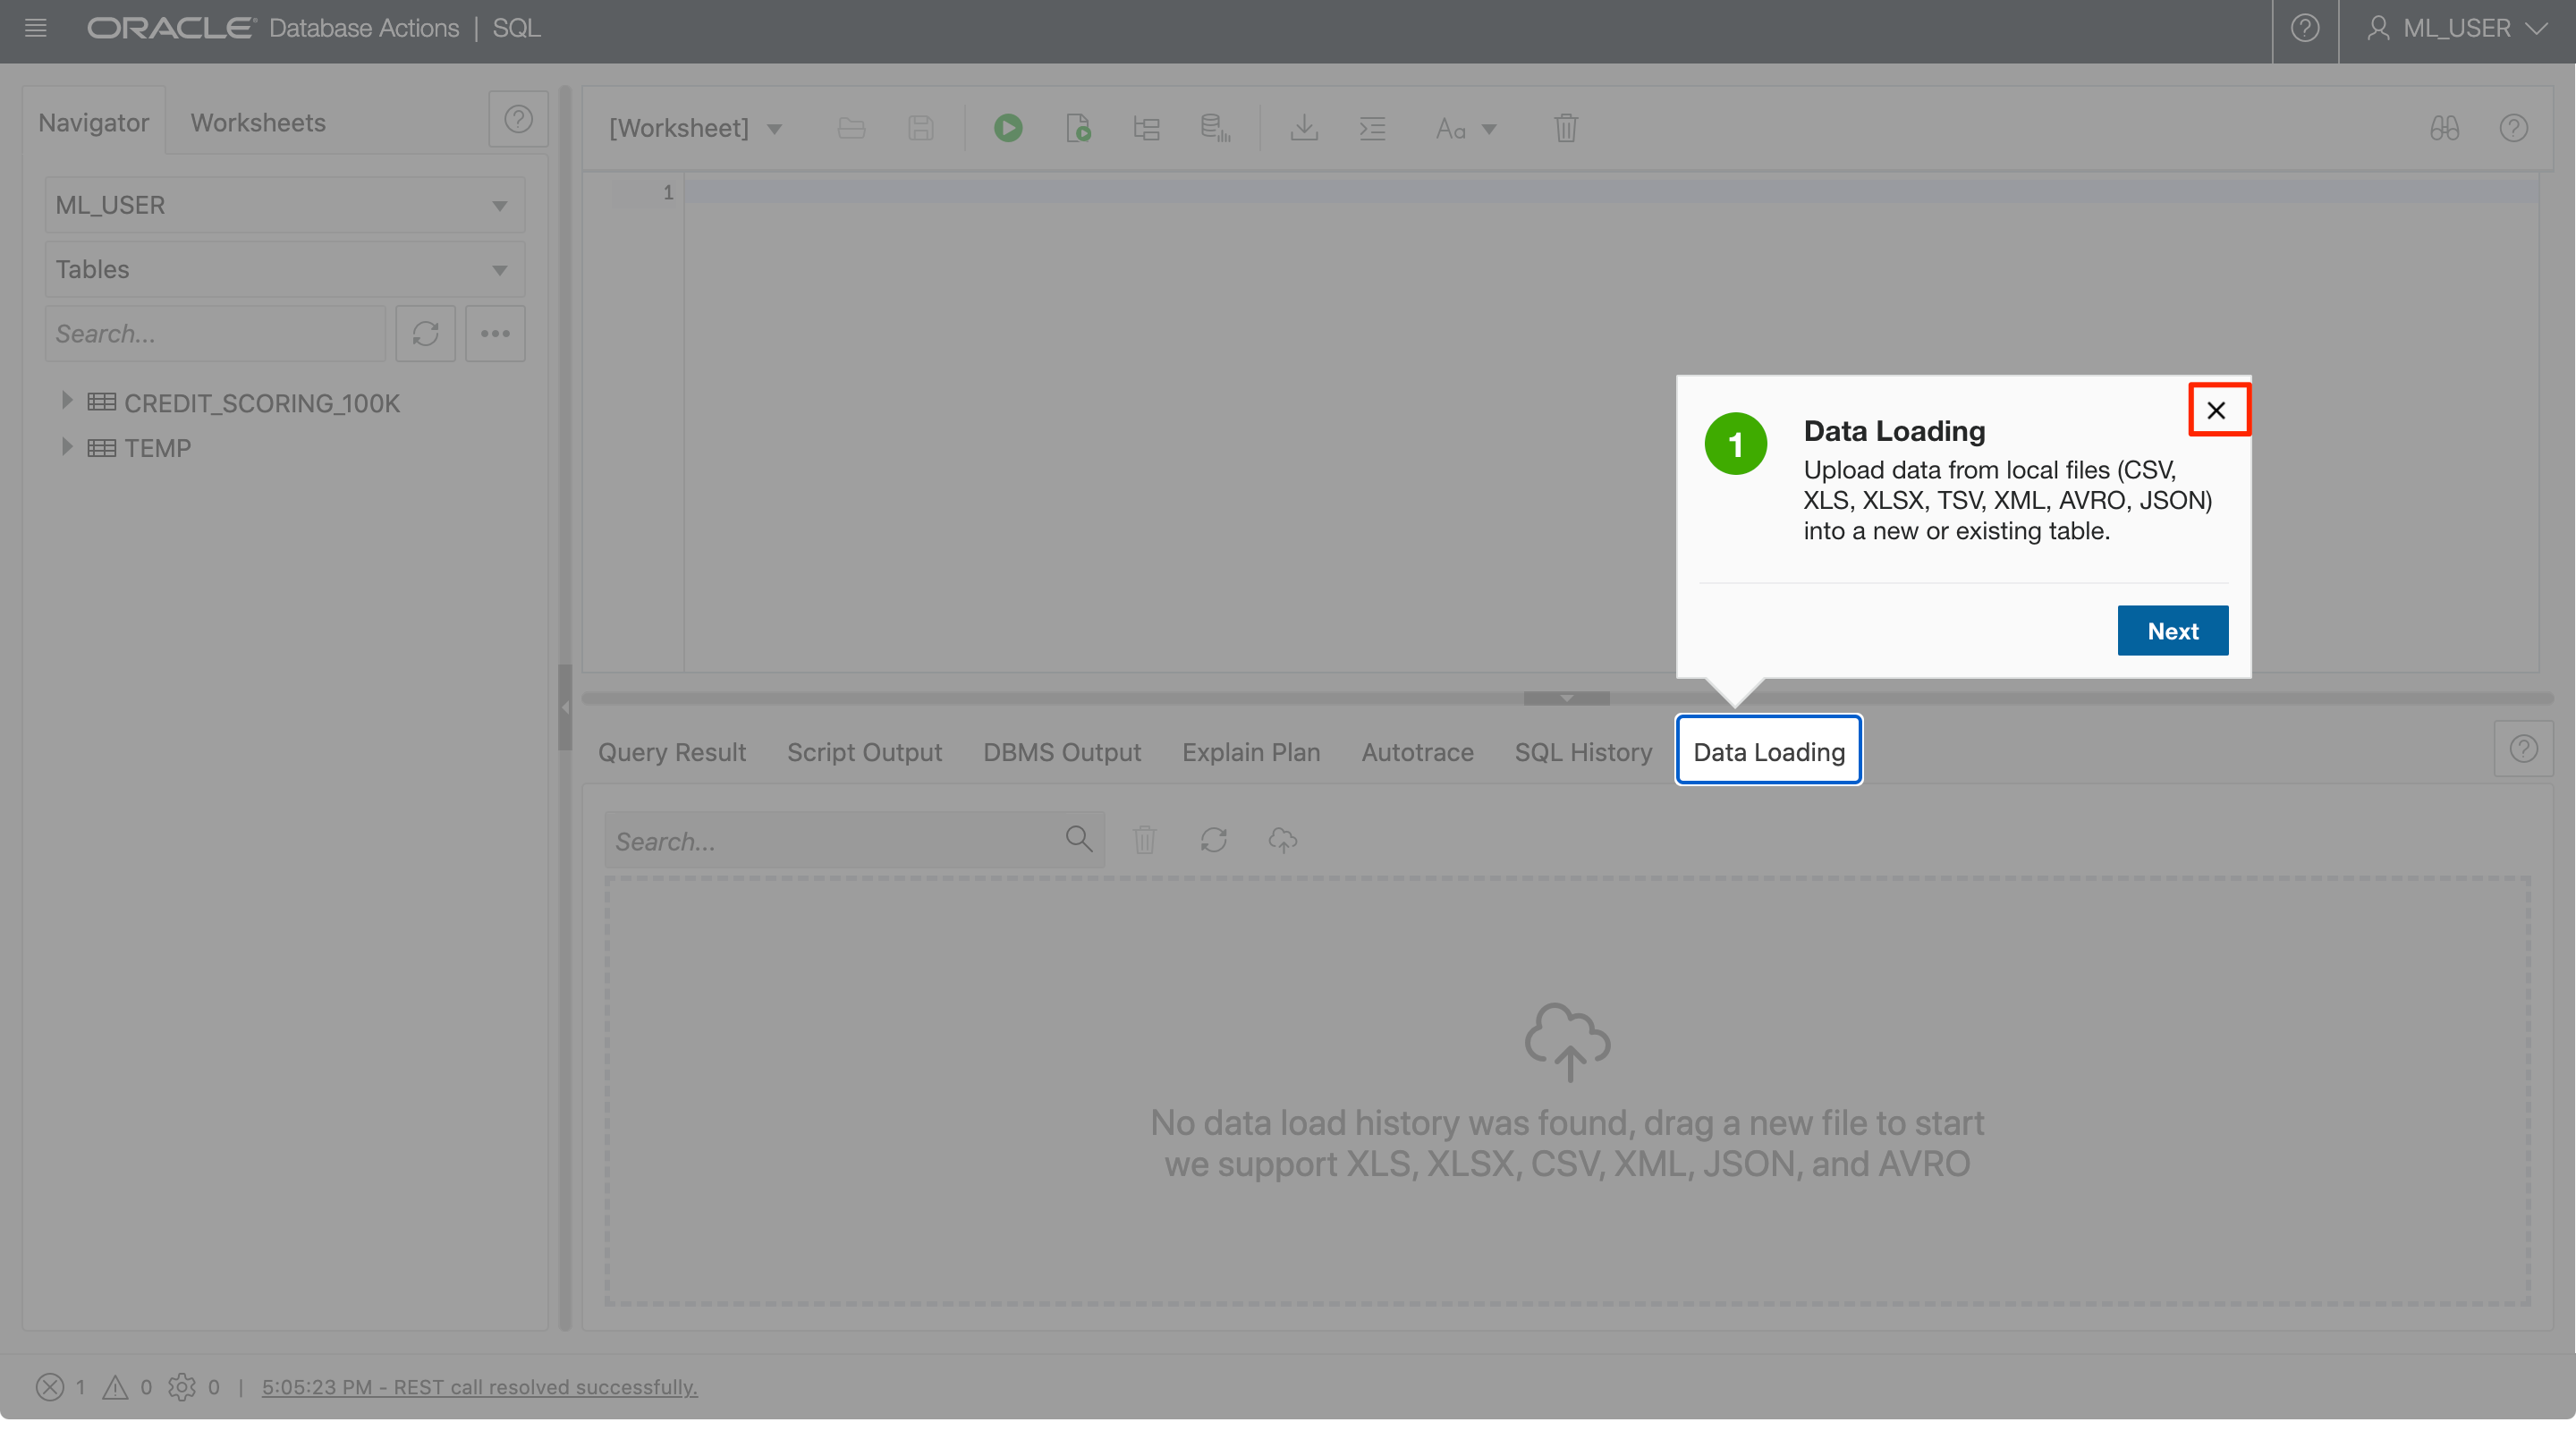 ORACLE Database Actions | SQL
ML_USER
Navigator
Worksheets
[Worksheet]
Aa
ML_USER
Tables
Search...
CREDIT_SCORING_100K
TEMP
1
1
Data Loading
Upload data from local files (CSV,
XLS, XLSX, TSV, XML, AVRO, JSON)
into a new or existing table.
Next
Query Result
Script Output
DBMS Output
Explain Plan
Autotrace
SQL History
Data Loading
Search...
No data load history was found, drag a new file to start
we support XLS, XLSX, CSV, XML, JSON, and AVRO
1 0 0 | 5:05:23 PM - REST call resolved successfully.